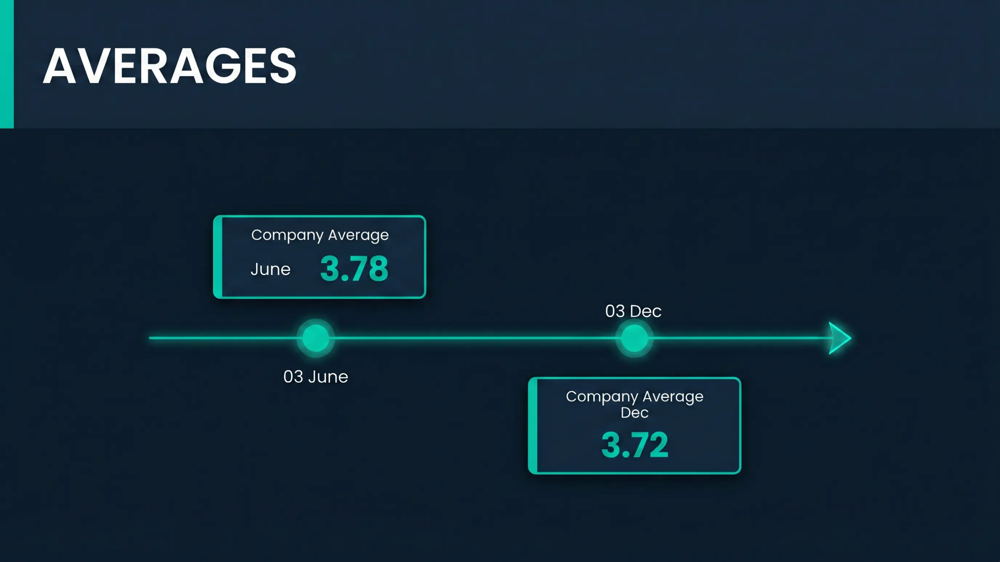 AVERAGES
Company Average
June 3.78
03 June
03 Dec
Company Average
Dec
3.72